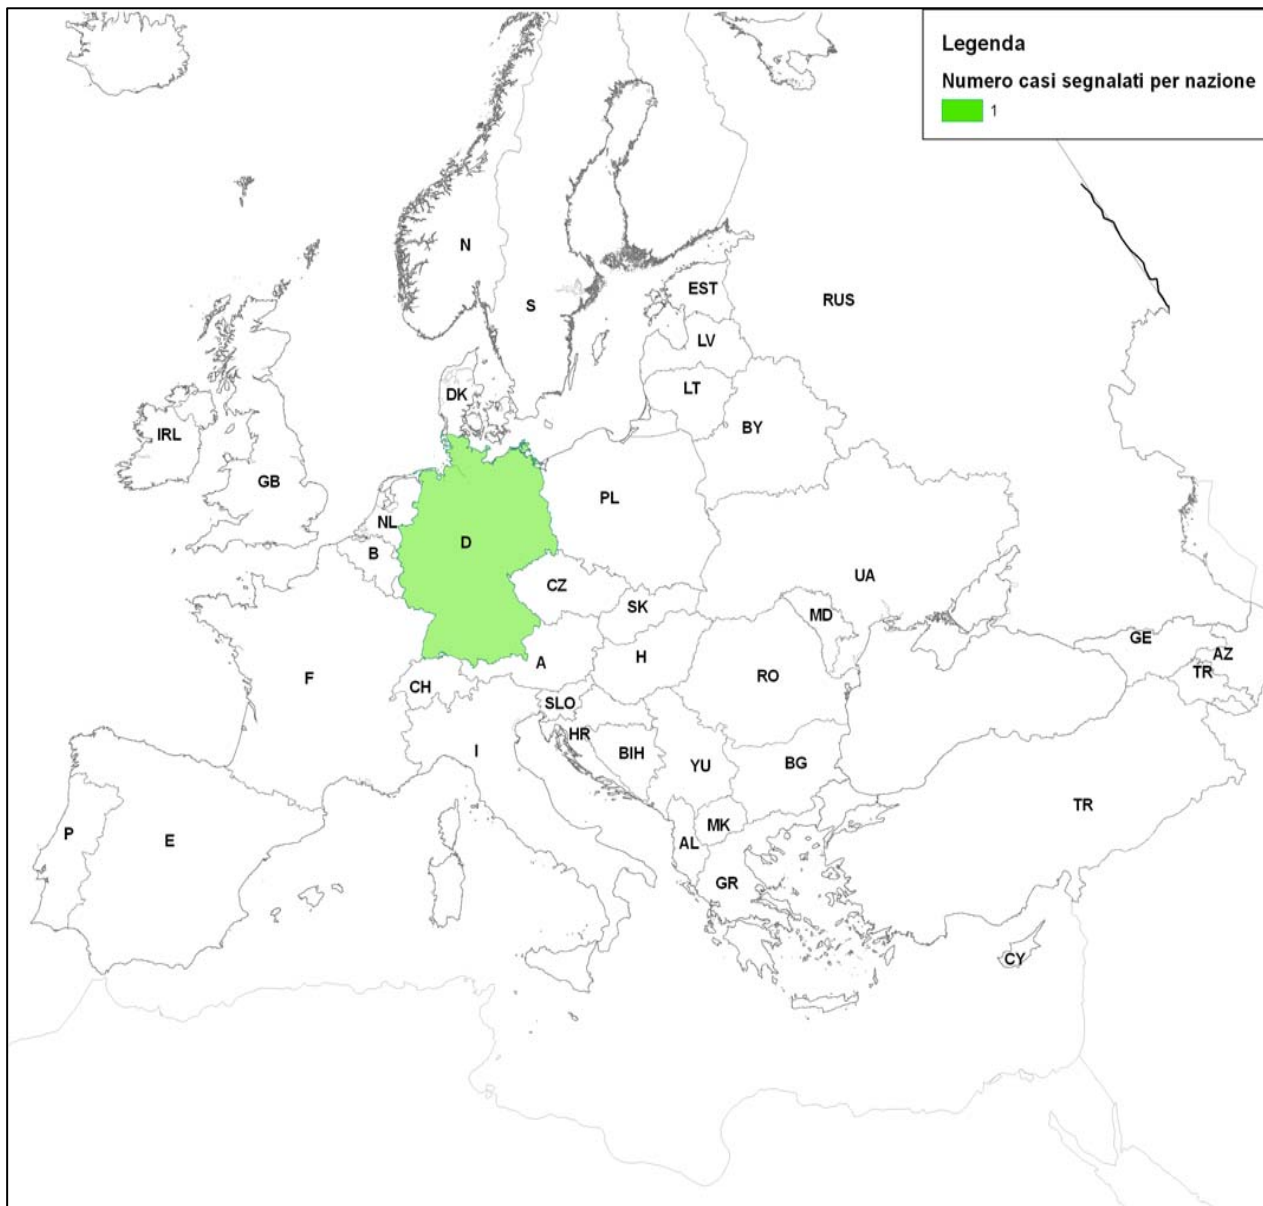 Legenda
Numero casi segnalati per nazione
1
N
S
EST
RUS
LV
LT
DK
BY
IRL
GB
PL
NL
D
B
CZ
UA
SK
MD
GE
AZ
A
H
TR
F
RO
CH
SLO
HR
I
BIH
YU
BG
TR
P
E
MK
AL
GR
CY